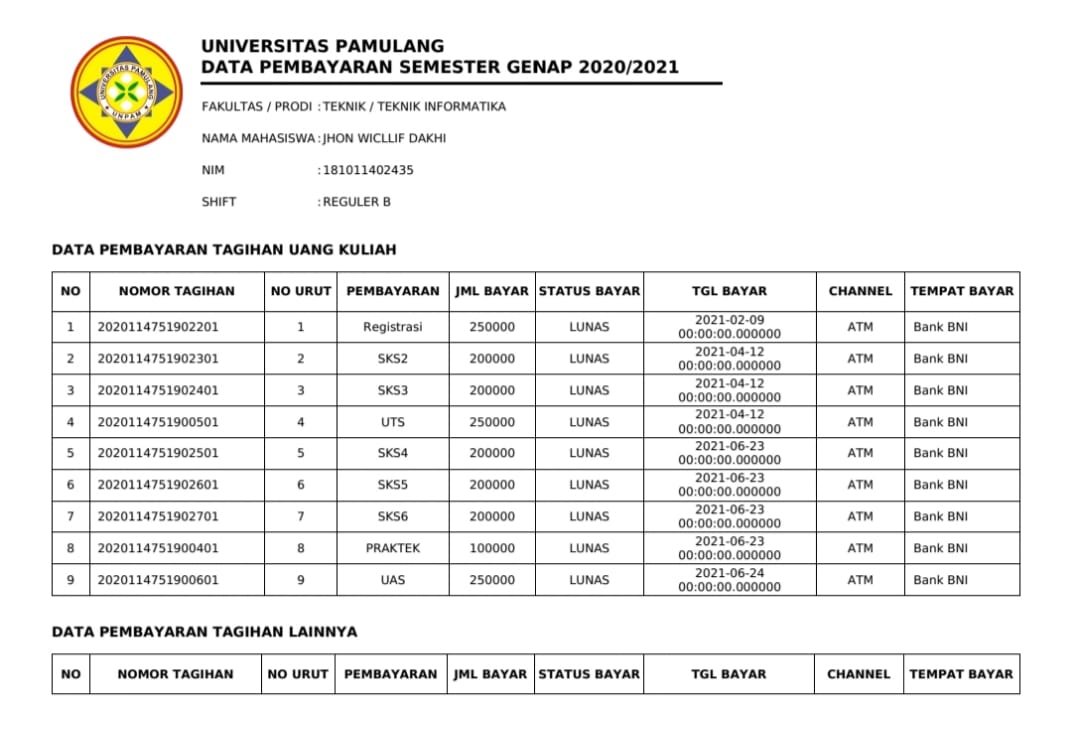 UNIVERSITAS PAMULANG
UNPAM
UNIVERSITAS PAMULANG
DATA PEMBAYARAN SEMESTER GENAP 2020/2021
FAKULTAS / PRODI : TEKNIK / TEKNIK INFORMATIKA
NAMA MAHASISWA : JHON WICLLIF DAKHI
NIM : 181011402435
SHIFT : REGULER B
DATA PEMBAYARAN TAGIHAN UANG KULIAH
NO NOMOR TAGIHAN NO URUT PEMBAYARAN JML BAYAR STATUS BAYAR TGL BAYAR CHANNEL TEMPAT BAYAR
1 2020114751902201 1 Registrasi 250000 LUNAS 2021-02-09 00:00:00.000000 ATM Bank BNI
2 2020114751902301 2 SKS2 200000 LUNAS 2021-04-12 00:00:00.000000 ATM Bank BNI
3 2020114751902401 3 SKS3 200000 LUNAS 2021-04-12 00:00:00.000000 ATM Bank BNI
4 2020114751900501 4 UTS 250000 LUNAS 2021-04-12 00:00:00.000000 ATM Bank BNI
5 2020114751902501 5 SKS4 200000 LUNAS 2021-06-23 00:00:00.000000 ATM Bank BNI
6 2020114751902601 6 SKS5 200000 LUNAS 2021-06-23 00:00:00.000000 ATM Bank BNI
7 2020114751902701 7 SKS6 200000 LUNAS 2021-06-23 00:00:00.000000 ATM Bank BNI
8 2020114751900401 8 PRAKTEK 100000 LUNAS 2021-06-23 00:00:00.000000 ATM Bank BNI
9 2020114751900601 9 UAS 250000 LUNAS 2021-06-24 00:00:00.000000 ATM Bank BNI
DATA PEMBAYARAN TAGIHAN LAINNYA
NO NOMOR TAGIHAN NO URUT PEMBAYARAN JML BAYAR STATUS BAYAR TGL BAYAR CHANNEL TEMPAT BAYAR